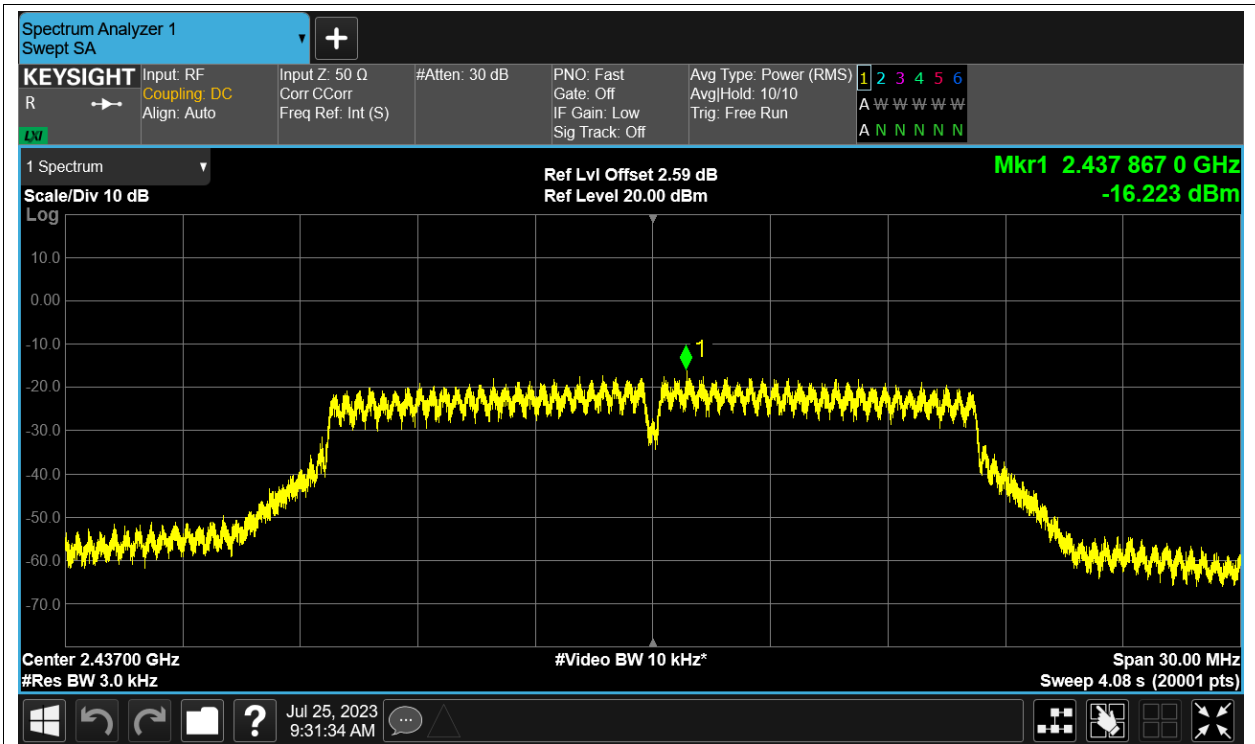 Spectrum Analyzer 1
Swept SA
KEYSIGHT
R
LXI
Input: RF
Coupling: DC
Align: Auto
Input Z: 50 Ω
Corr CCorr
Freq Ref: Int (S)
#Atten: 30 dB
PNO: Fast
Gate: Off
IF Gain: Low
Sig Track: Off
Avg Type: Power (RMS)
Avg|Hold: 10/10
Trig: Free Run
1 2 3 4 5 6
A W W W W W
A N N N N N
1 Spectrum
Scale/Div 10 dB
Log
Ref Lvl Offset 2.59 dB
Ref Level 20.00 dBm
Mkr1 2.437 867 0 GHz
-16.223 dBm
10.0
0.00
-10.0
1
-20.0
-30.0
-40.0
-50.0
-60.0
-70.0
Center 2.43700 GHz
#Res BW 3.0 kHz
#Video BW 10 kHz*
Span 30.00 MHz
Sweep 4.08 s (20001 pts)
Jul 25, 2023
9:31:34 AM